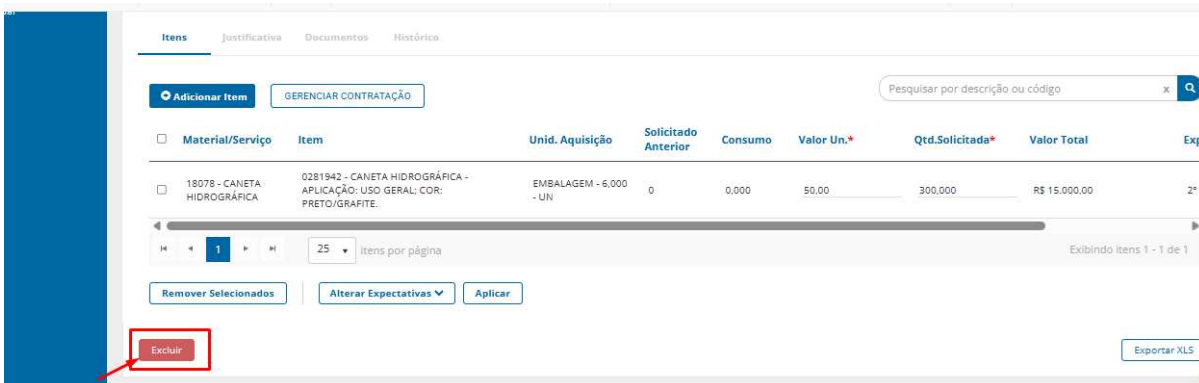 Itens Justificativa Documentos Histórico
Adicionar Item GERENCIAR CONTRATAÇÃO Pesquisar por descrição ou código x
Material/Serviço Item Unid. Aquisição Solicitado Anterior Consumo Valor Un.* Qtd.Solicitada* Valor Total
18078 - CANETA HIDROGRÁFICA
0281942 - CANETA HIDROGRÁFICA -
APLICAÇÃO: USO GERAL; COR:
PRETO/GRAFITE.
EMBALAGEM - 6,000
- UN
0 0,000 50,00 300,000 R$ 15.000,00 2º
1 25 itens por página Exibindo itens 1 - 1 de 1
Remover Selecionados Alterar Expectativas Aplicar
Excluir Exportar XLS